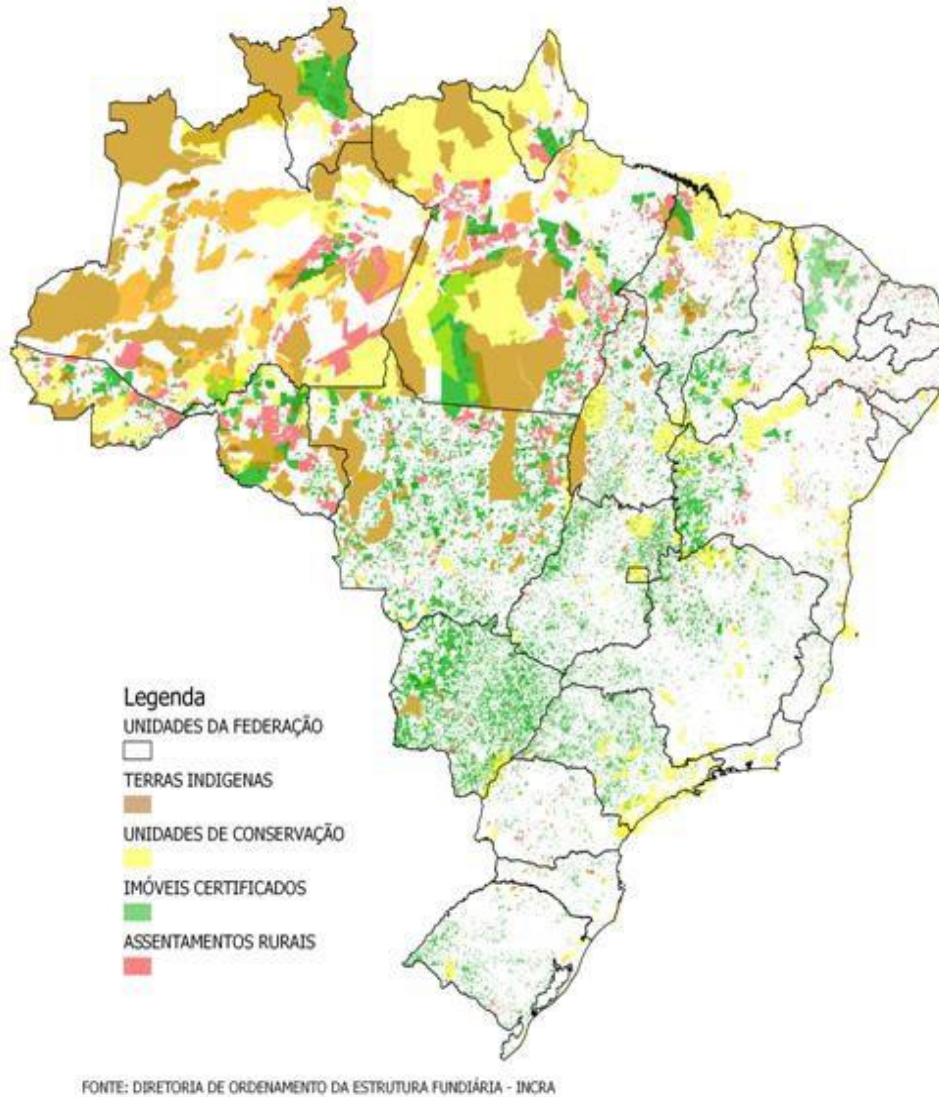 Legenda
UNIDADES DA FEDERAÇÃO
TERRAS INDIGENAS
UNIDADES DE CONSERVAÇÃO
IMÓVEIS CERTIFICADOS
ASSENTAMENTOS RURAIS
FONTE: DIRETORIA DE ORDENAMENTO DA ESTRUTURA FUNDIÁRIA - INCRA